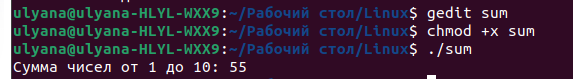 ulyana@ulyana-HLYL-WXX9:~/Рабочий стол/Linux$ gedit sum
ulyana@ulyana-HLYL-WXX9:~/Рабочий стол/Linux$ chmod +x sum
ulyana@ulyana-HLYL-WXX9:~/Рабочий стол/Linux$ ./sum
Сумма чисел от 1 до 10: 55